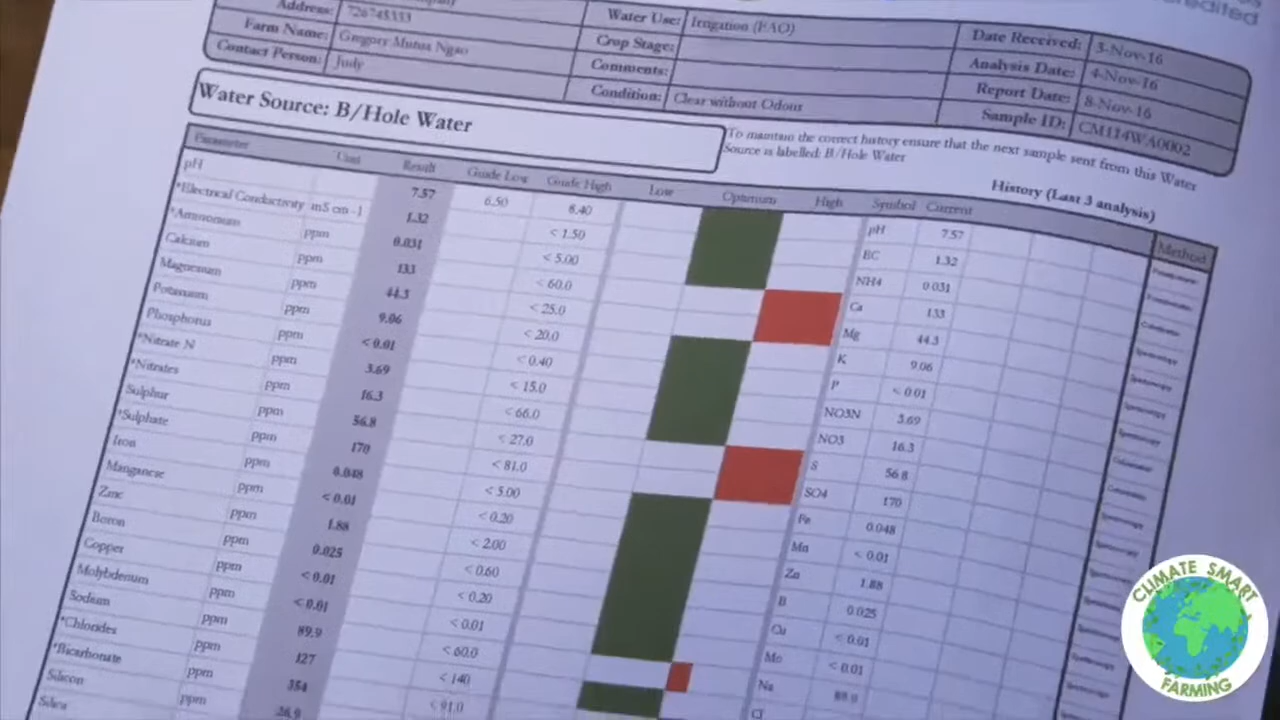 edited
Address: 726745333 Water Use: Irrigation (FAO) Date Received: 3-Nov-16
Farm Name: Gregory Mutua Ngao Crop Stage: Analysis Date: 4-Nov-16
Contact Person: Judy Comments: Report Date: 8-Nov-16
Condition: Clear without Odour Sample ID: CM114WA0002
Water Source: B/Hole Water
To maintain the correct history ensure that the next sample sent from this Water
Source is labelled: B/Hole Water
History (Last 3 analysis)
Parameter Unit Result Guide Low Guide High Low Optimum High Symbol Current Method
pH 7.57 6.50 8.40 pH 7.57
*Electrical Conductivity mS cm -1 1.32 < 1.50 EC 1.32
*Ammonium ppm 0.031 < 5.00 NH4 0.031
Calcium ppm 133 < 60.0 Ca 133
Magnesium ppm 44.3 < 25.0 Mg 44.3
Potassium ppm 9.06 < 20.0 K 9.06
Phosphorus ppm < 0.01 < 0.40 P < 0.01
*Nitrate N ppm 3.69 < 15.0 NO3N 3.69
*Nitrates ppm 16.3 < 66.0 NO3 16.3
Sulphur ppm 56.8 < 27.0 S 56.8
*Sulphate ppm 170 < 81.0 SO4 170
Iron ppm 0.048 < 5.00 Fe 0.048
Manganese ppm < 0.01 < 0.20 Mn < 0.01
Zinc ppm 1.88 < 2.00 Zn 1.88
Boron ppm 0.025 < 0.60 B 0.025
Copper ppm < 0.01 < 0.20 Cu < 0.01
Molybdenum ppm < 0.01 < 0.01 Mo < 0.01
Sodium ppm 89.9 < 60.0 Na 89.9
*Chlorides ppm 127 < 140 Cl
*Bicarbonate ppm 354 < 91.0
Silicon ppm 26.9
Silica
CLIMATE SMART
FARMING